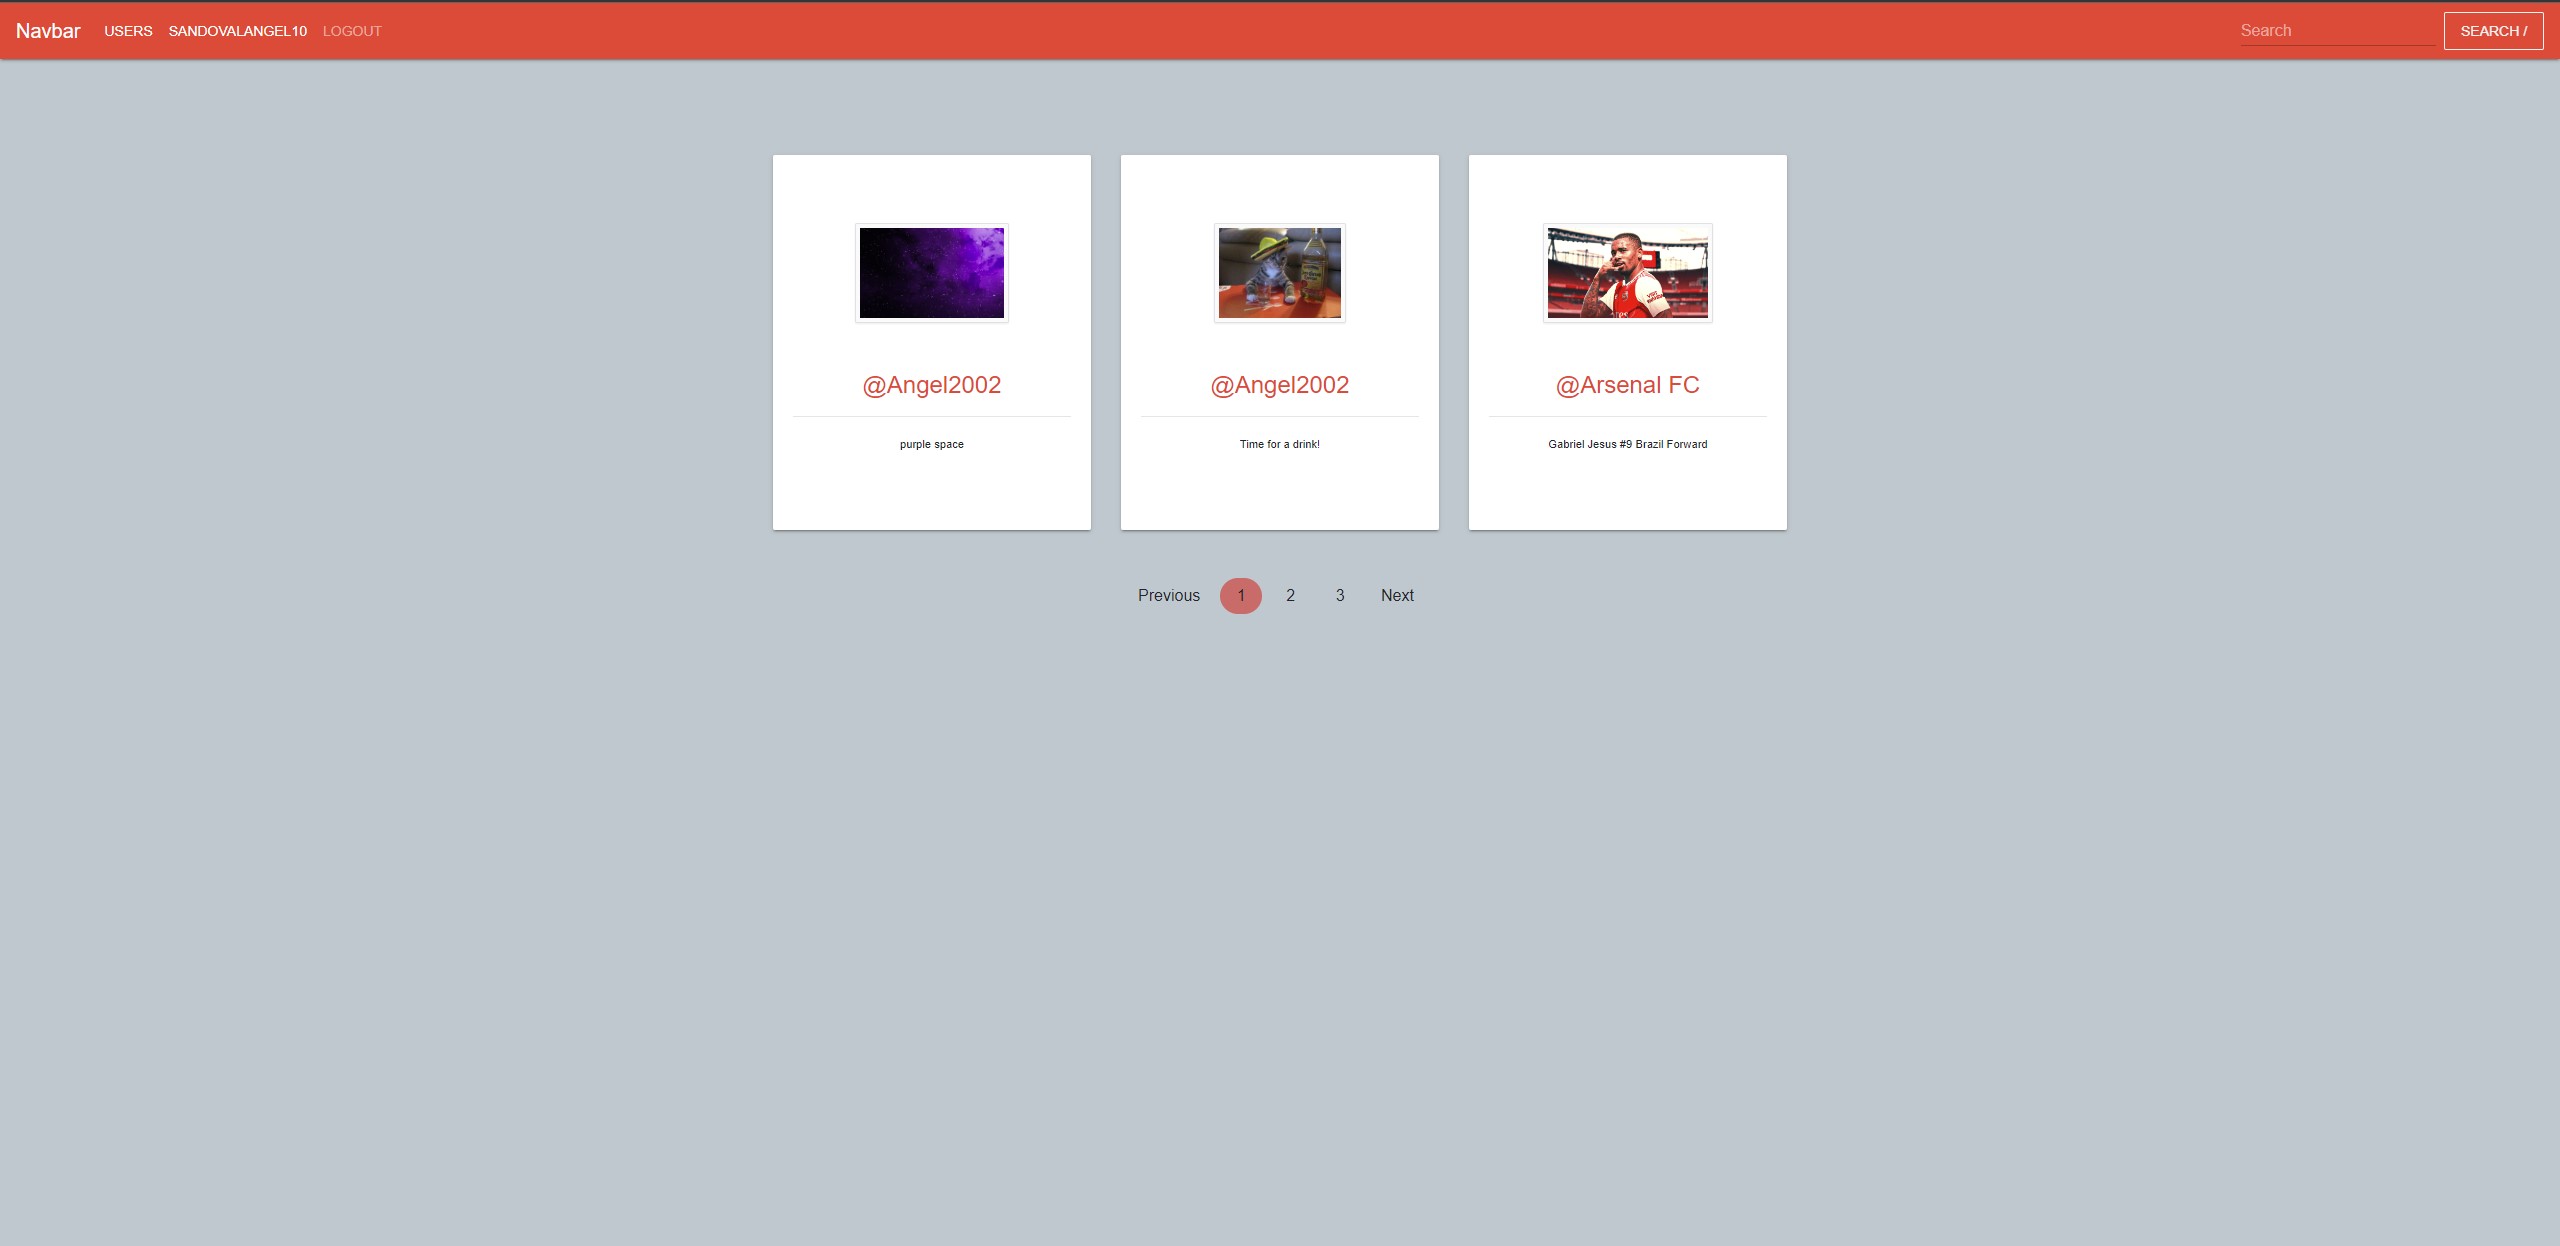 Navbar USERS SANDOVALANGEL10 LOGOUT Search SEARCH /
@Angel2002 @Angel2002 @Arsenal FC
purple space Time for a drink! Gabriel Jesus #9 Brazil Forward
Previous 1 2 3 Next